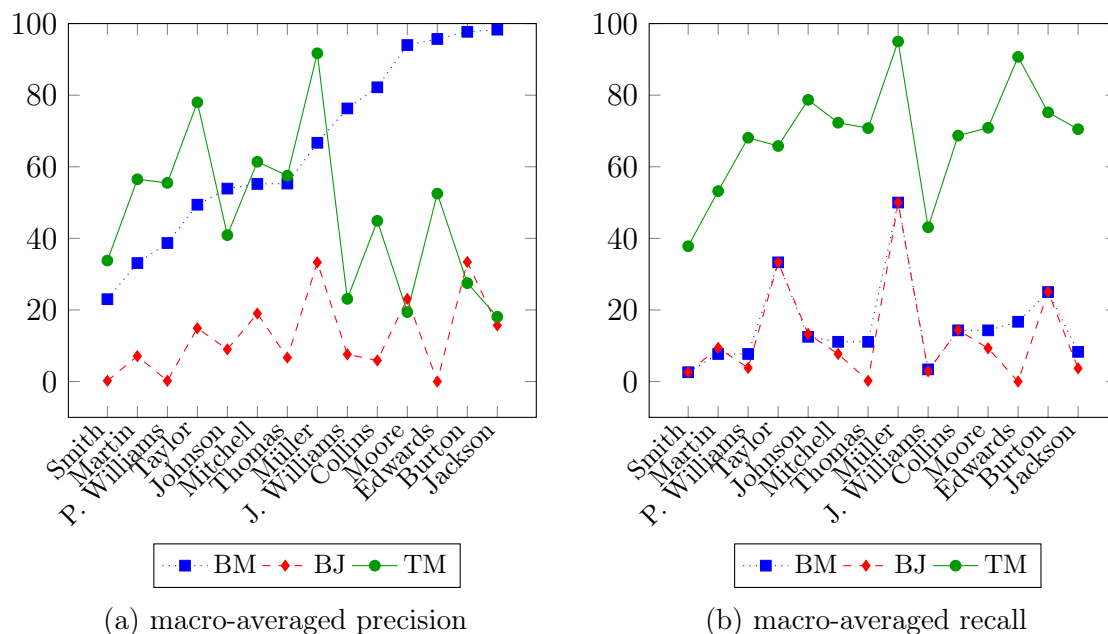 100
80
60
40
20
0
Smith
Martin
P. Williams
Taylor
Johnson
Mitchell
Thomas
Miller
J. Williams
Collins
Moore
Edwards
Burton
Jackson
BM BJ TM
(a) macro-averaged precision
100
80
60
40
20
0
Smith
Martin
P. Williams
Taylor
Johnson
Mitchell
Thomas
Miller
J. Williams
Collins
Moore
Edwards
Burton
Jackson
BM BJ TM
(b) macro-averaged recall